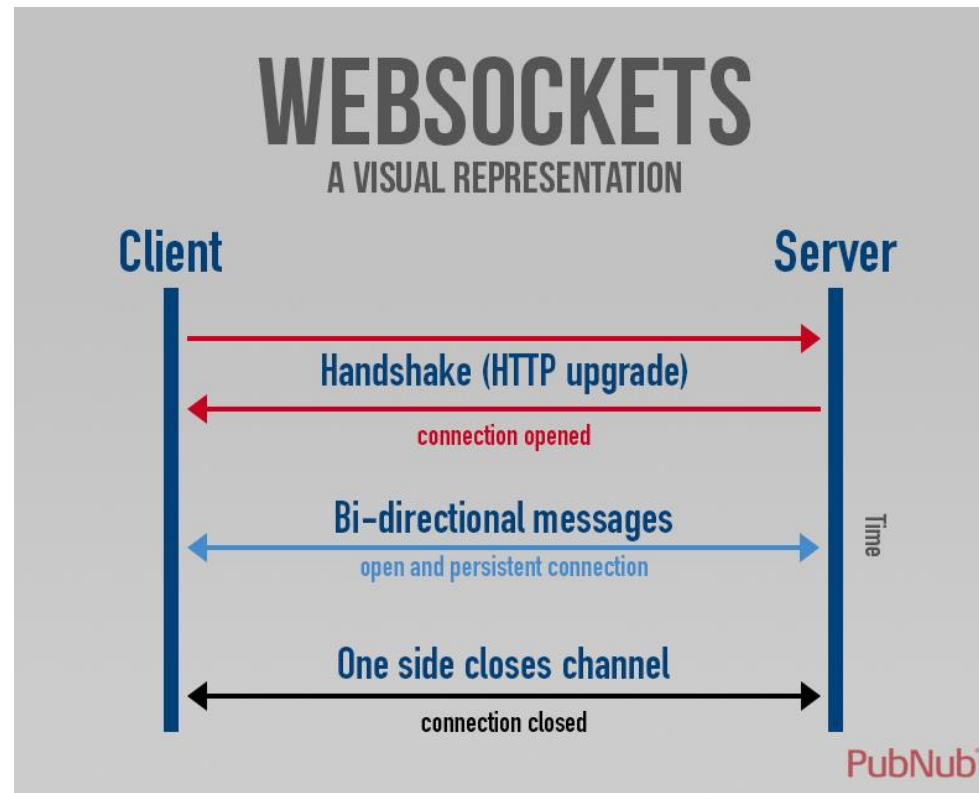 WEBSOCKETS
A VISUAL REPRESENTATION
Client
Server
Handshake (HTTP upgrade)
connection opened
Bi-directional messages
open and persistent connection
Time
One side closes channel
connection closed
PubNub